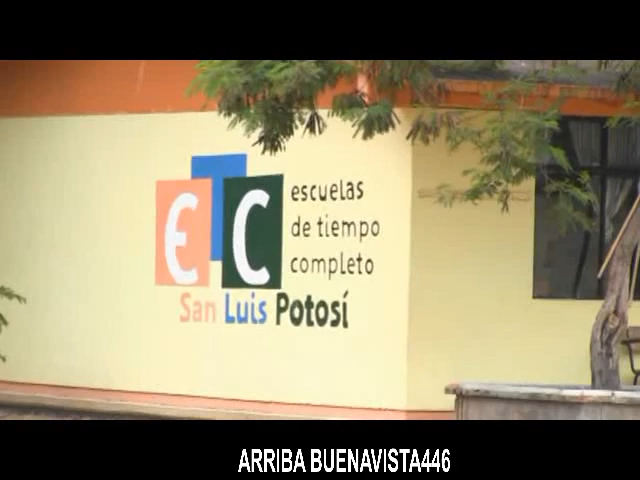 eTC
escuelas
de tiempo
completo
San Luis Potosí
ARRIBA BUENAVISTA446